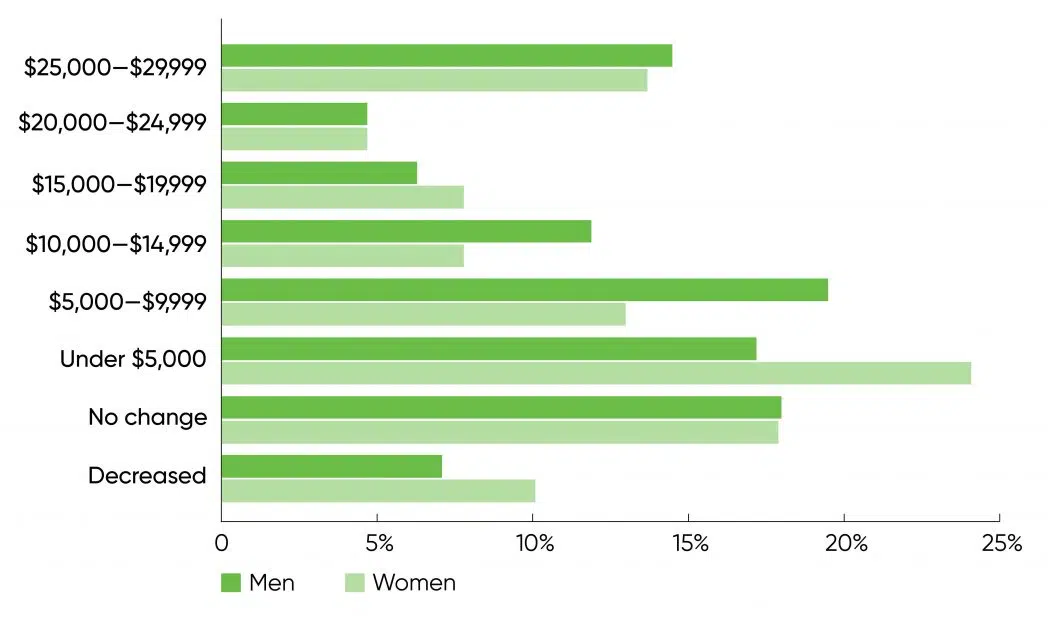 $25,000–$29,999
$20,000–$24,999
$15,000–$19,999
$10,000–$14,999
$5,000–$9,999
Under $5,000
No change
Decreased
0 5% 10% 15% 20% 25%
Men Women